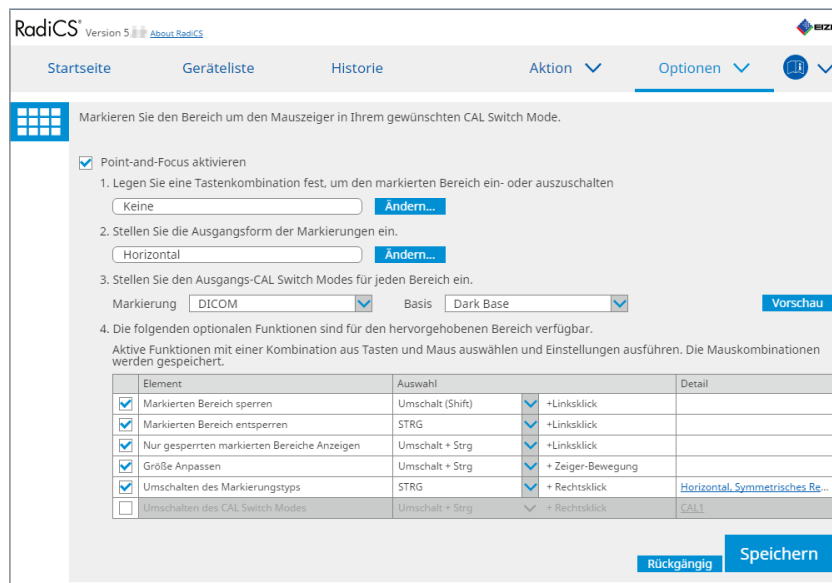 RadiCS® Version 5. About RadiCS
Startseite Geräteliste Historie Aktion Optionen
Markieren Sie den Bereich um den Mauszeiger in Ihrem gewünschten CAL Switch Mode.
Point-and-Focus aktivieren
1. Legen Sie eine Tastenkombination fest, um den markierten Bereich ein- oder auszuschalten
Keine Ändern...
2. Stellen Sie die Ausgangsform der Markierungen ein.
Horizontal Ändern...
3. Stellen Sie den Ausgangs-CAL Switch Modes für jeden Bereich ein.
Markierung DICOM Basis Dark Base Vorschau
4. Die folgenden optionalen Funktionen sind für den hervorgehobenen Bereich verfügbar.
Aktive Funktionen mit einer Kombination aus Tasten und Maus auswählen und Einstellungen ausführen. Die Mauskombinationen
werden gespeichert.
Element Auswahl Detail
Markierten Bereich sperren Umschalt (Shift) +Linksklick
Markierten Bereich entsperren STRG +Linksklick
Nur gesperrten markierten Bereiche Anzeigen Umschalt + Strg +Linksklick
Größe Anpassen Umschalt + Strg + Zeiger-Bewegung
Umschalten des Markierungstyps STRG + Rechtsklick Horizontal, Symmetrisches Re...
Umschalten des CAL Switch Modes Umschalt + Strg + Rechtsklick CAL1
Rückgängig Speichern